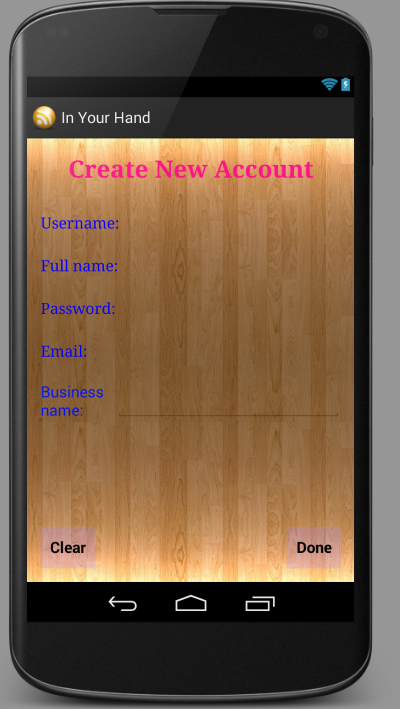 In Your Hand
Create New Account
Username:
Full name:
Password:
Email:
Business
name:
Clear
Done